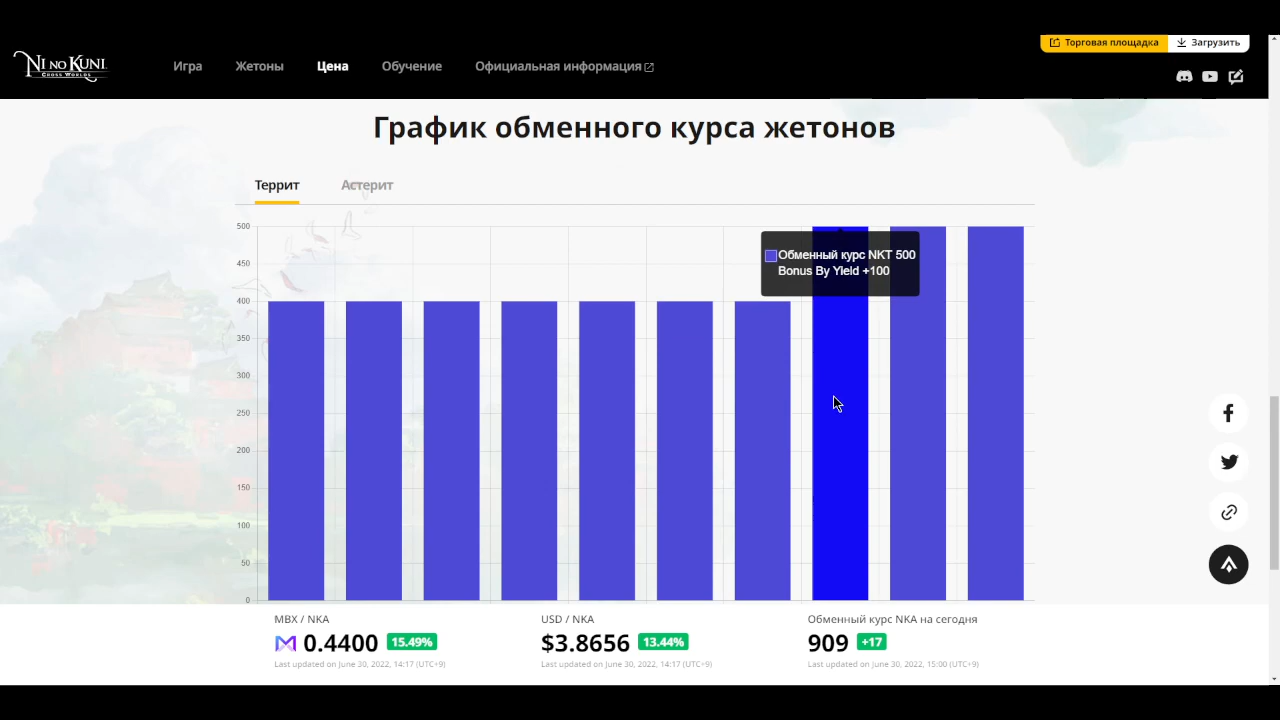 Торговая площадка
Загрузить
NI NO KUNI
CROSS WORLDS
Игра
Жетоны
Цена
Обучение
Официальная информация
График обменного курса жетонов
Террит
Астерит
500
450
400
350
300
250
200
150
100
50
0
Обменный курс NKT 500
Bonus By Yield +100
MBX / NKA
0.4400 15.49%
Last updated on June 30, 2022, 14:17 (UTC+9)
USD / NKA
$3.8656 13.44%
Last updated on June 30, 2022, 14:17 (UTC+9)
Обменный курс NKA на сегодня
909 +17
Last updated on June 30, 2022, 15:00 (UTC+9)